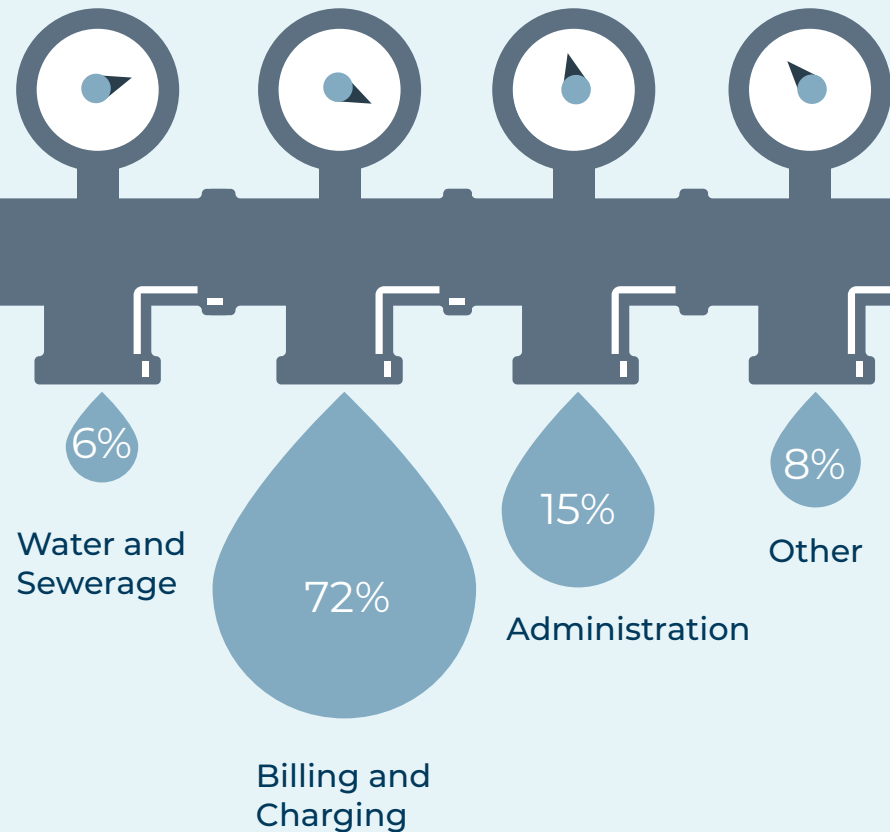 6%
Water and
Sewerage
72%
Billing and
Charging
15%
Administration
8%
Other